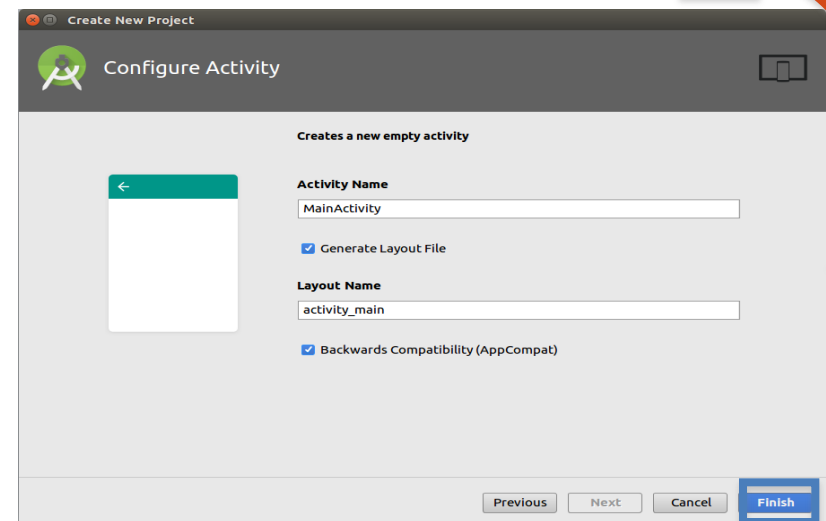 Create New Project
Configure Activity
Creates a new empty activity
Activity Name
MainActivity
Generate Layout File
Layout Name
activity_main
Backwards Compatibility (AppCompat)
Previous Next Cancel Finish